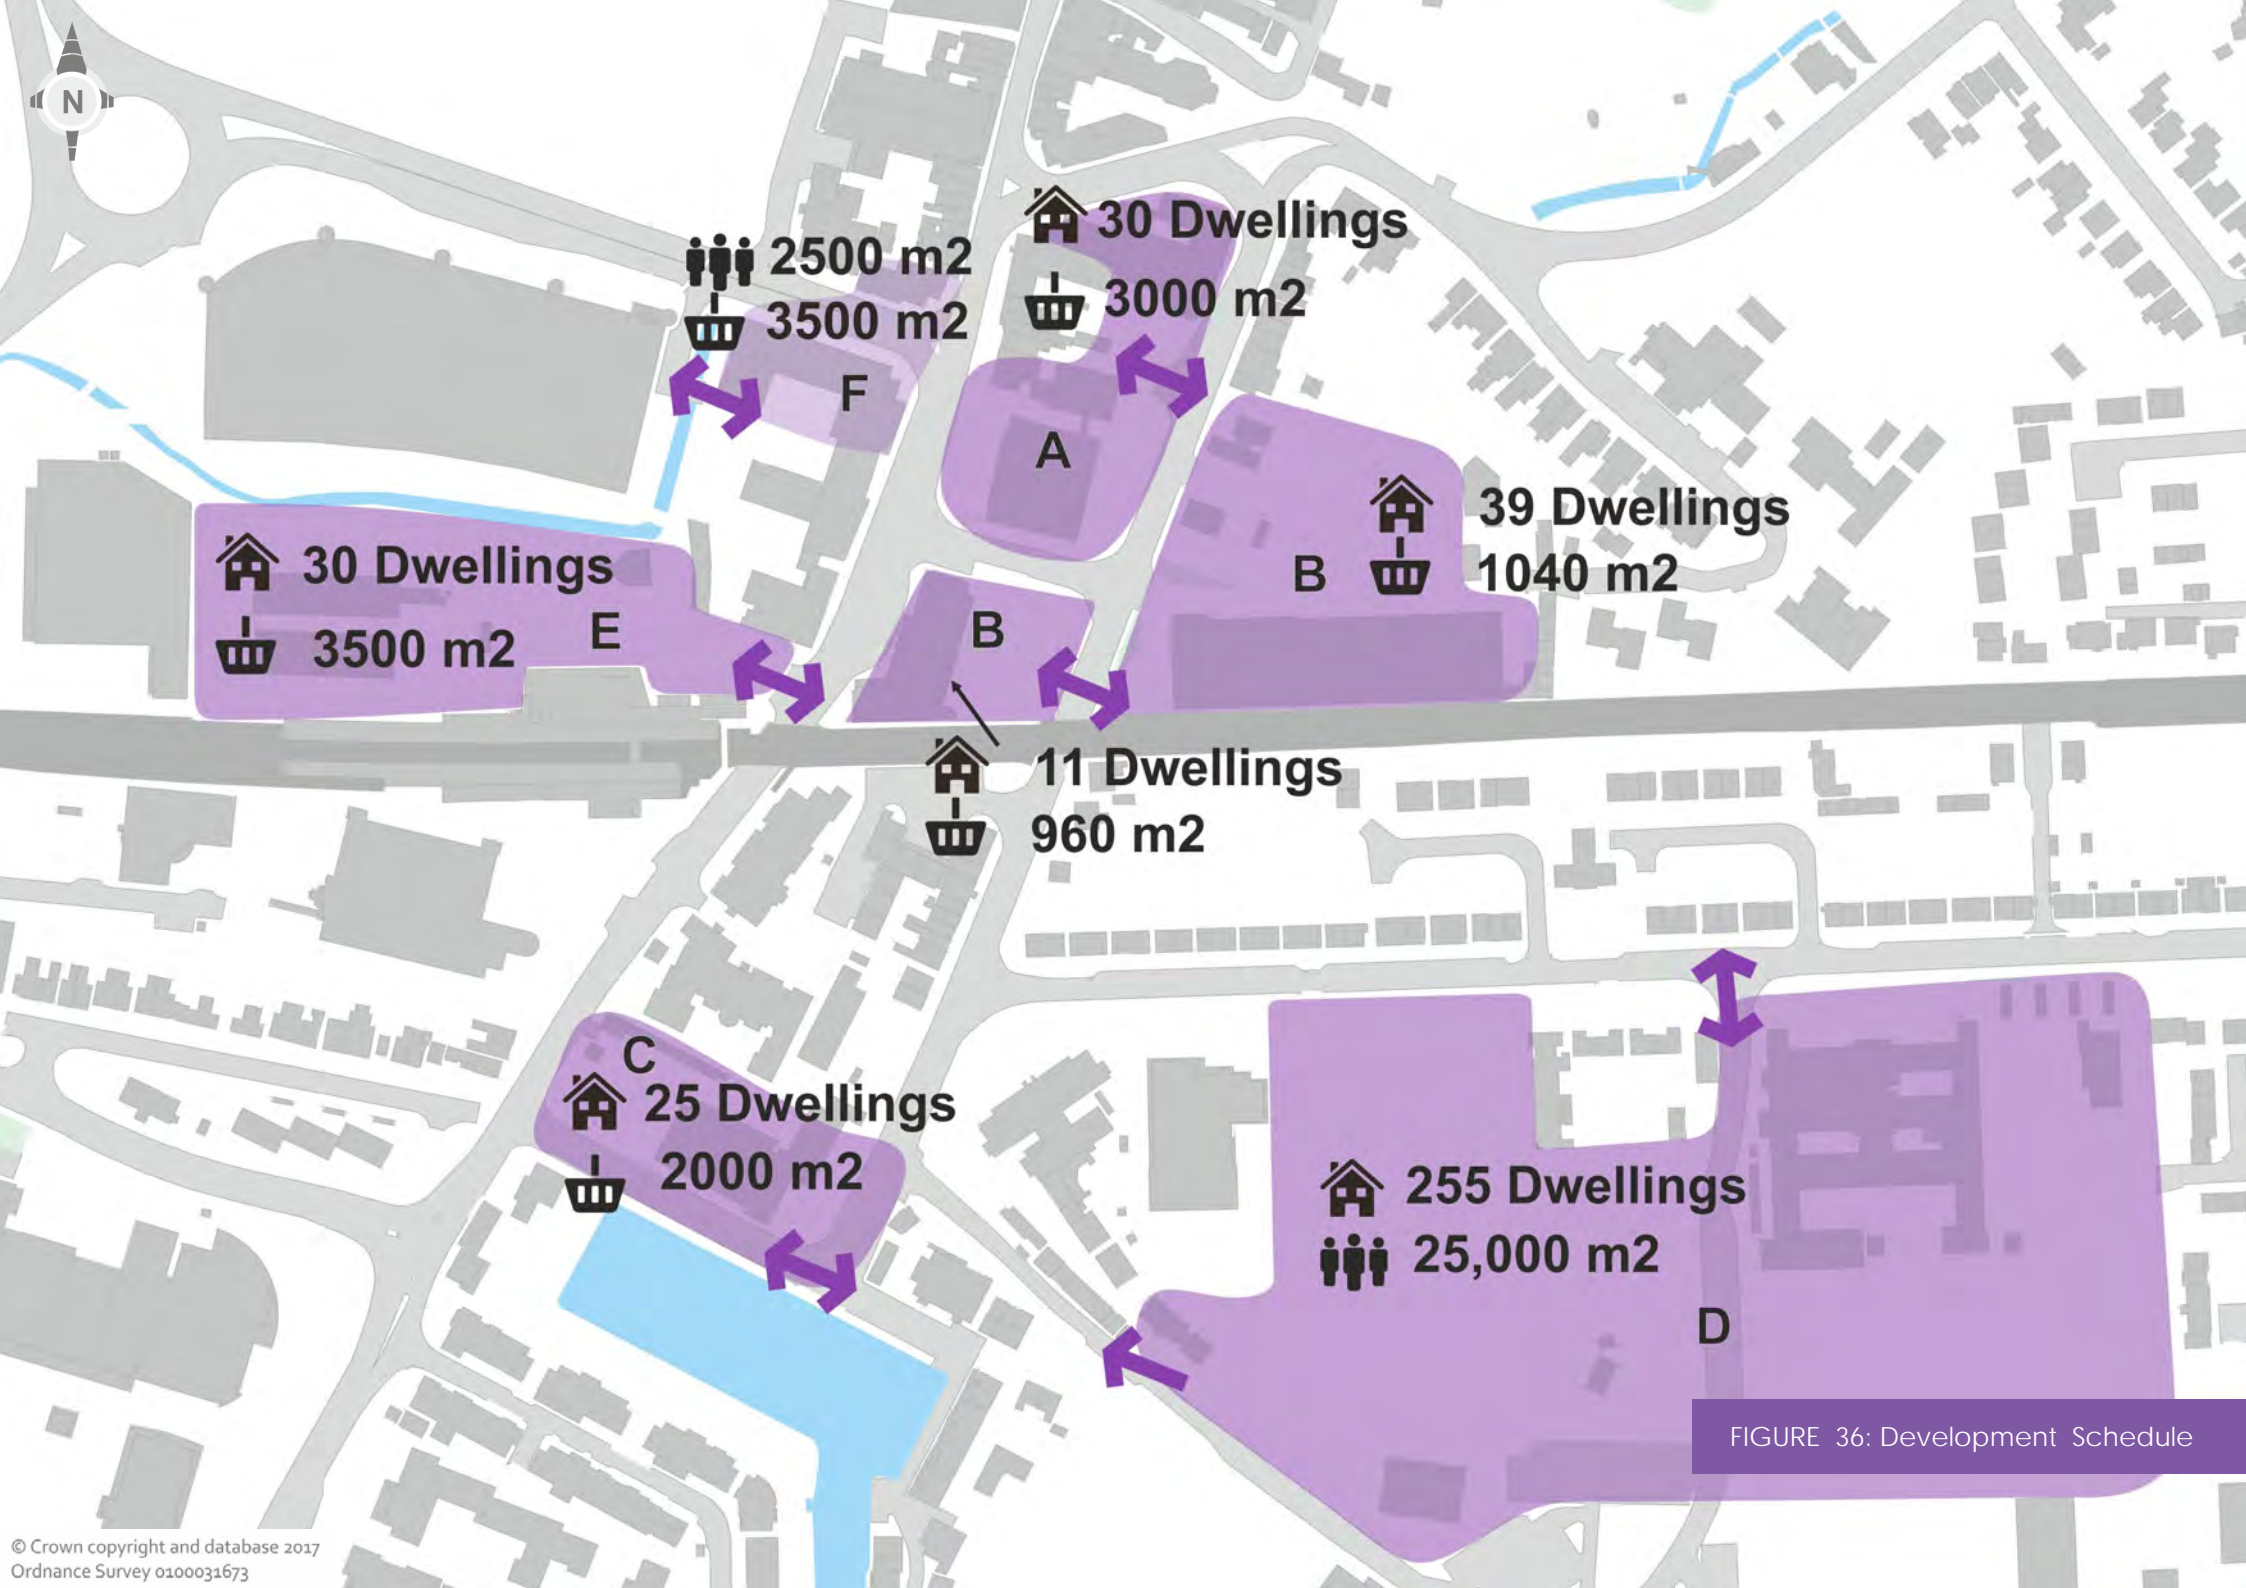 N
30 Dwellings
3000 m2
2500 m2
3500 m2
F
A
39 Dwellings
1040 m2
B
30 Dwellings
3500 m2
E
B
11 Dwellings
960 m2
C
25 Dwellings
2000 m2
255 Dwellings
25,000 m2
D
FIGURE 36: Development Schedule
© Crown copyright and database 2017
Ordnance Survey 0100031673